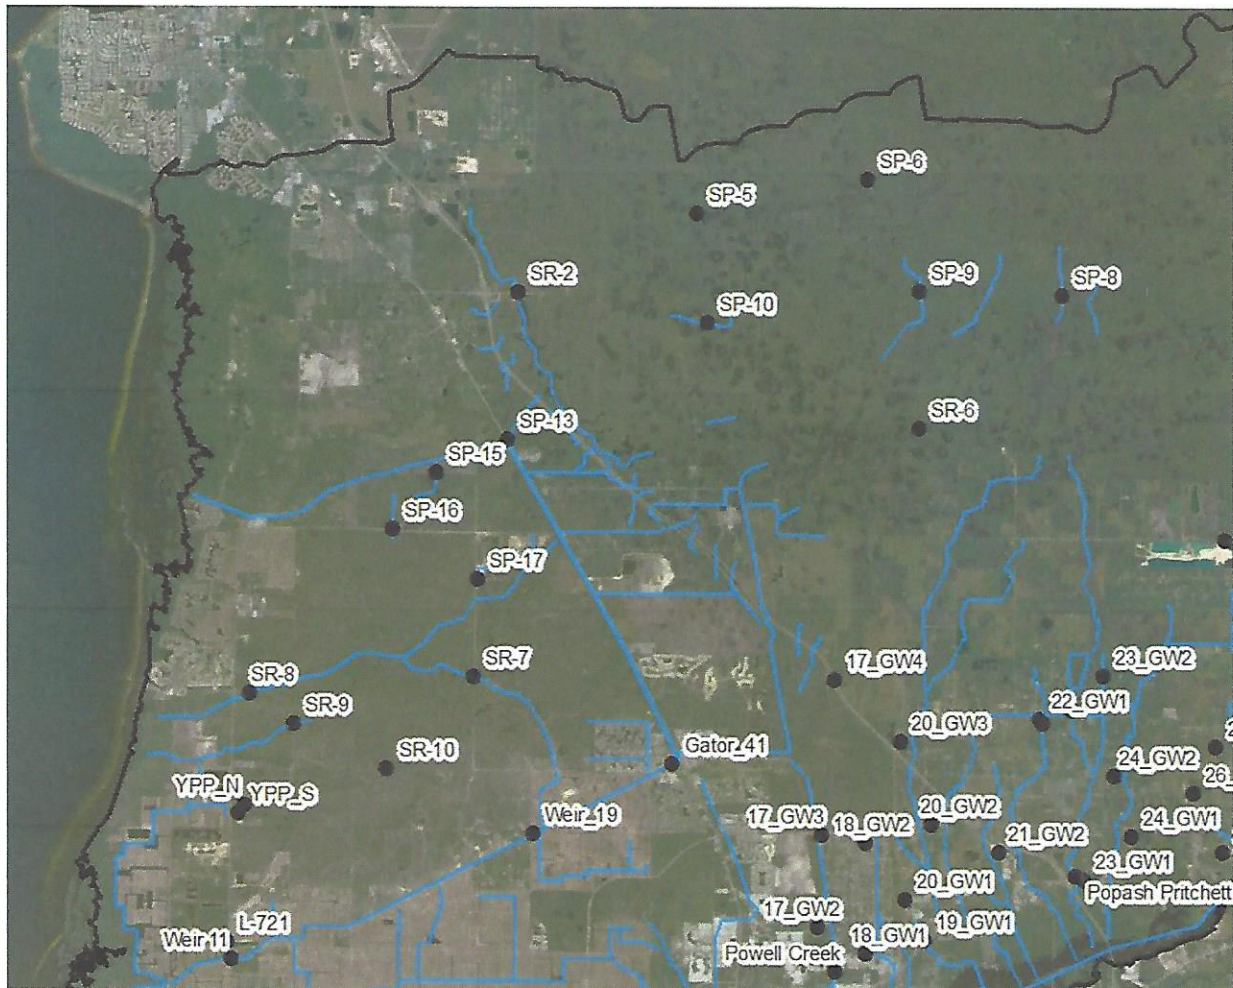 SP-6
SP-5
SR-2
SP-9
SP-8
SP-10
SR-6
SP-13
SP-15
SP-16
SP-17
SR-7
17_GW4
23_GW2
SR-8
22_GW1
SR-9
20_GW3
SR-10
Gator_41
24_GW2
YPP_N
YPP_S
26_
Weir_19
17_GW3
18_GW2
20_GW2
21_GW2
24_GW1
23_GW1
20_GW1
Popash Pritchett
L-721
17_GW2
19_GW1
Weir 11
18_GW1
Powell Creek